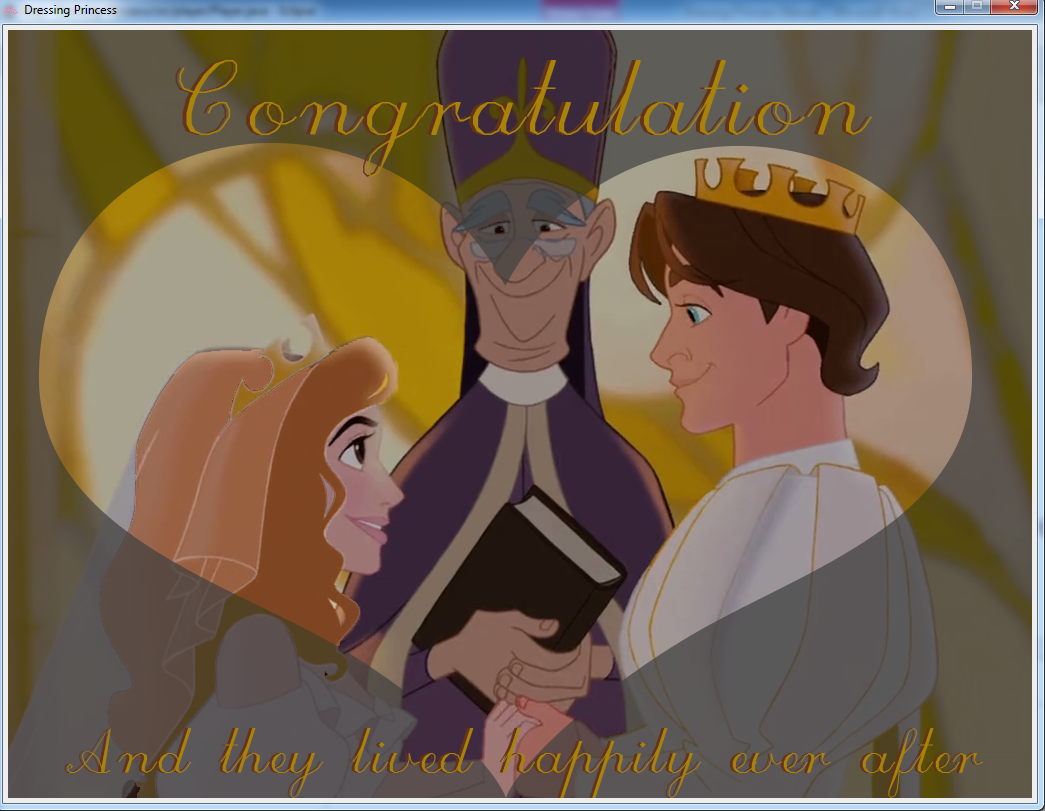 Dressing Princess
Congratulation
And they lived happily ever after